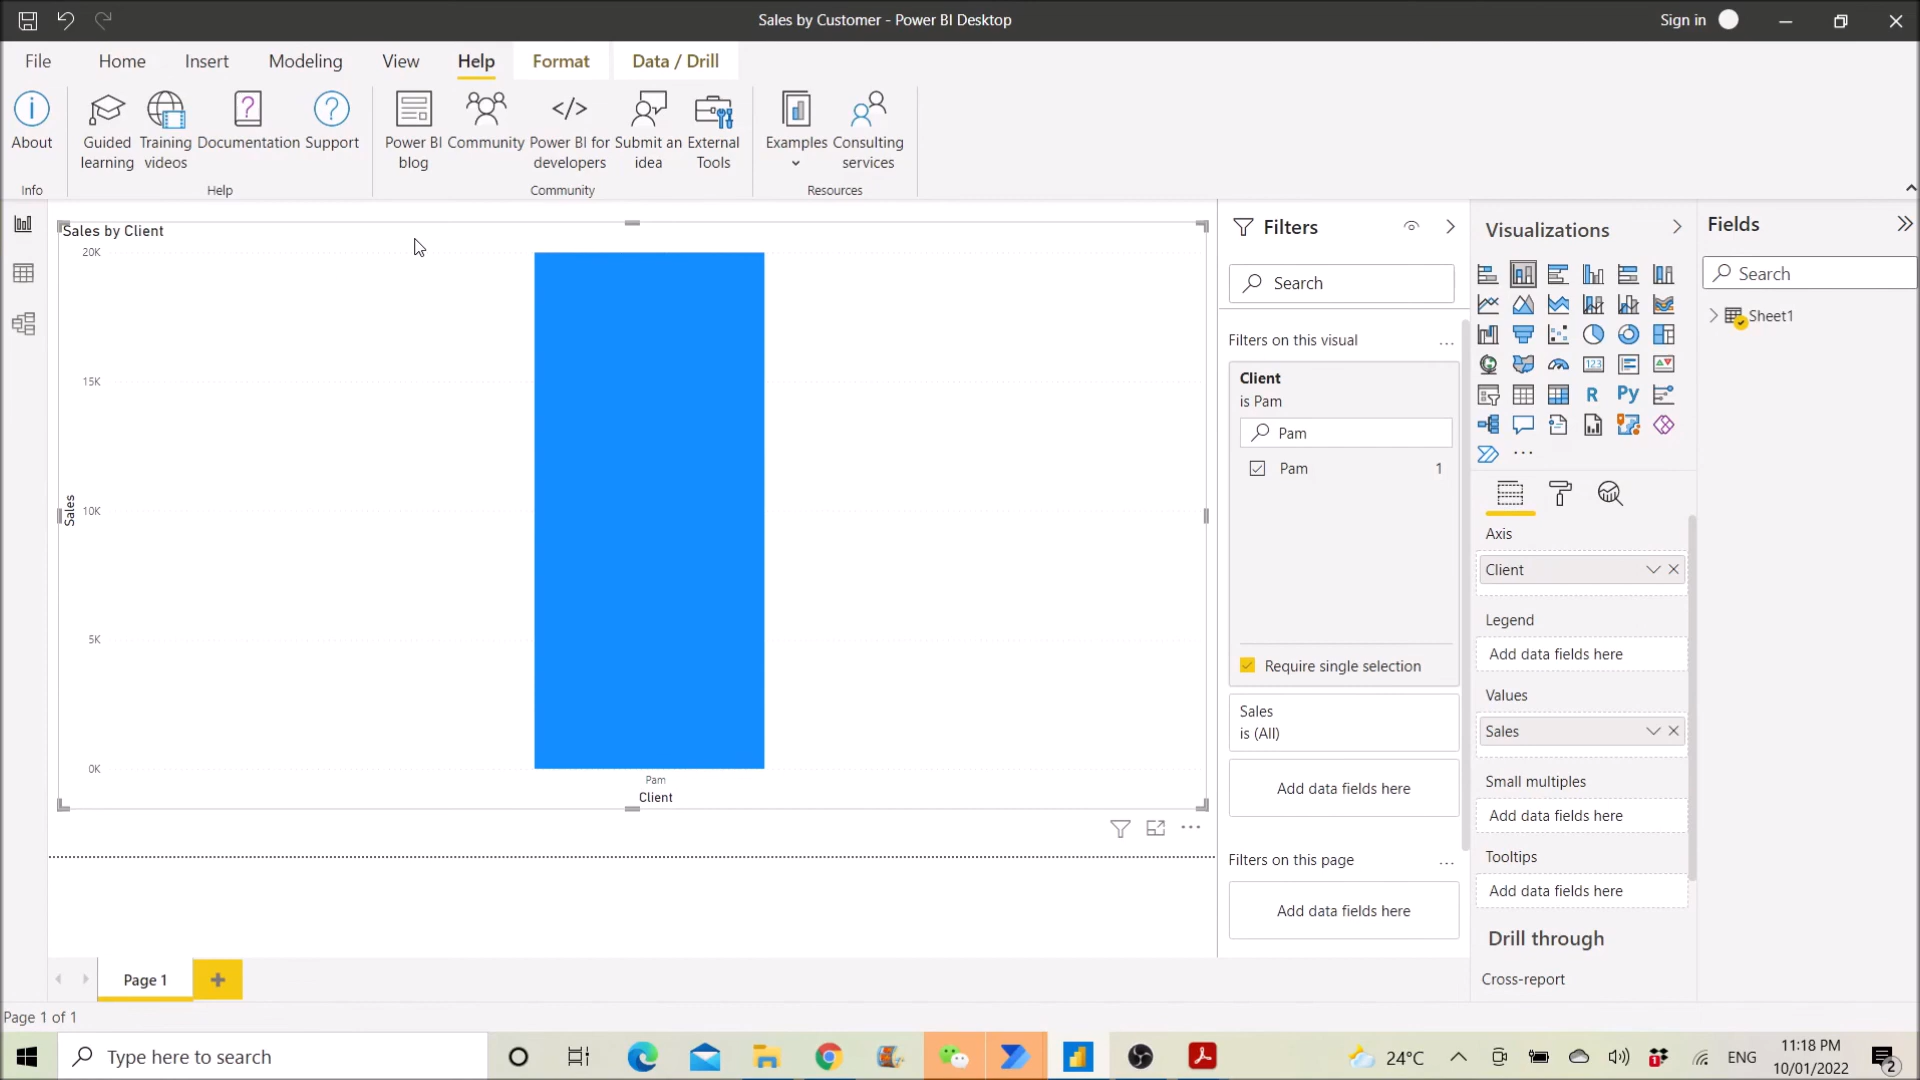 Sales by Customer - Power BI Desktop
Sign in
File
Home
Insert
Modeling
View
Help
Format
Data / Drill
About
Guided learning
Training videos
Documentation
Support
Power BI blog
Community
Power BI for developers
Submit an idea
External Tools
Examples
Consulting services
Info
Help
Community
Resources
Sales by Client
20K
15K
10K
5K
0K
Sales
Pam
Client
Filters
Search
Filters on this visual
...
Client
is Pam
Pam
Pam
1
Require single selection
Sales
is (All)
Add data fields here
Filters on this page
...
Add data fields here
Visualizations
123
R
Py
...
Axis
Client
Legend
Add data fields here
Values
Sales
Small multiples
Add data fields here
Tooltips
Add data fields here
Drill through
Cross-report
Fields
Search
Sheet1
Page 1
Page 1 of 1
Type here to search
24°C
ENG
11:18 PM
10/01/2022
2